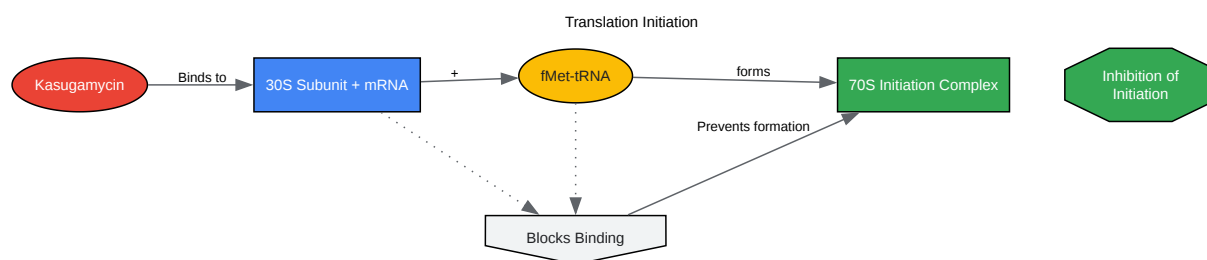 Translation Initiation
Kasugamycin
Binds to
30S Subunit + mRNA
+
fMet-tRNA
forms
70S Initiation Complex
Inhibition of
Initiation
Prevents formation
Blocks Binding